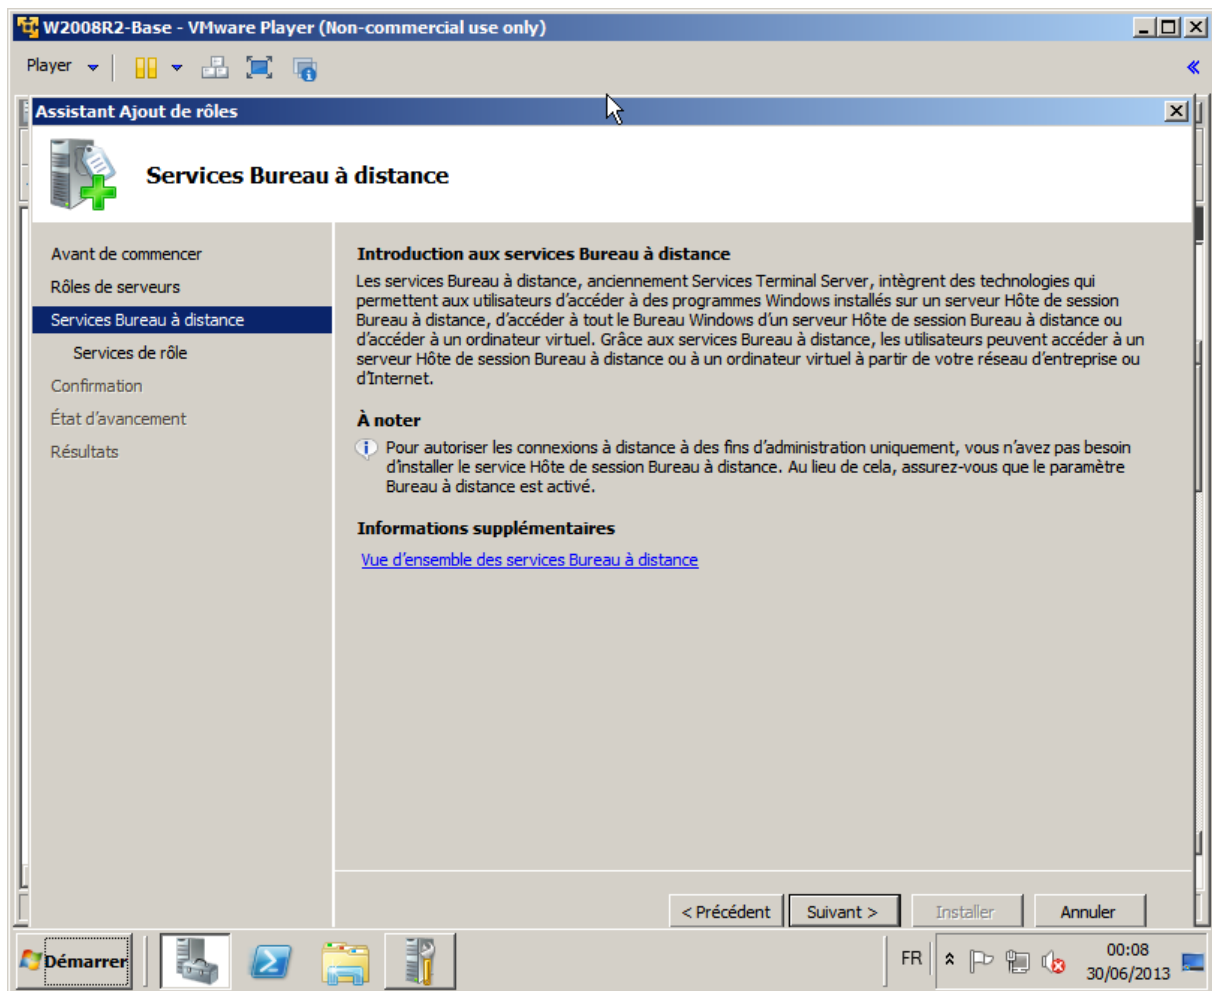 W2008R2-Base - VMware Player (Non-commercial use only)
Player
Assistant Ajout de rôles
Services Bureau à distance
Avant de commencer
Rôles de serveurs
Services Bureau à distance
Services de rôle
Confirmation
État d'avancement
Résultats
Introduction aux services Bureau à distance
Les services Bureau à distance, anciennement Services Terminal Server, intègrent des technologies qui
permettent aux utilisateurs d'accéder à des programmes Windows installés sur un serveur Hôte de session
Bureau à distance, d'accéder à tout le Bureau Windows d'un serveur Hôte de session Bureau à distance ou
d'accéder à un ordinateur virtuel. Grâce aux services Bureau à distance, les utilisateurs peuvent accéder à un
serveur Hôte de session Bureau à distance ou à un ordinateur virtuel à partir de votre réseau d'entreprise ou
d'Internet.
À noter
Pour autoriser les connexions à distance à des fins d'administration uniquement, vous n'avez pas besoin
d'installer le service Hôte de session Bureau à distance. Au lieu de cela, assurez-vous que le paramètre
Bureau à distance est activé.
Informations supplémentaires
Vue d'ensemble des services Bureau à distance
< Précédent
Suivant >
Installer
Annuler
Démarrer
FR
00:08
30/06/2013